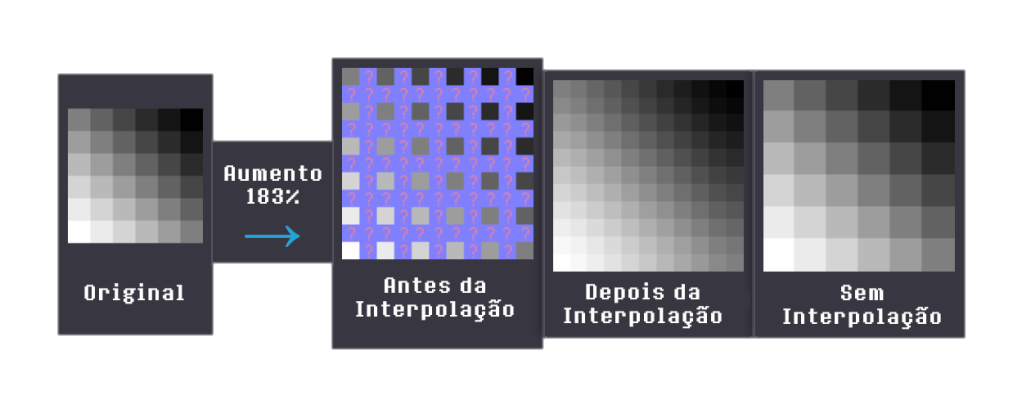 Original
Aumento
183%
Antes da
Interpolação
Depois da
Interpolação
Sem
Interpolação